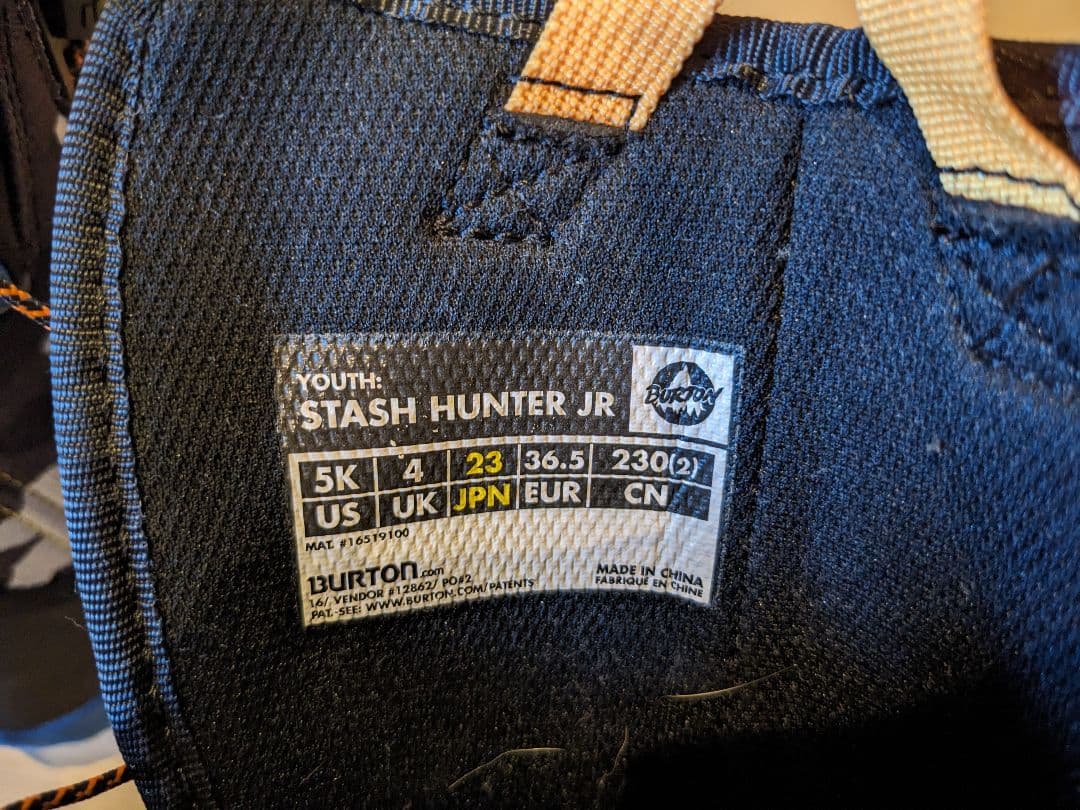 YOUTH:
STASH HUNTER JR
BURTON
5K 4 23 36.5 230(2)
US UK JPN EUR CN
MAT. #16519100
BURTON.com
16/ VENDOR #12862/ PO#2
PAT.-SEE: WWW.BURTON.COM/PATENTS
MADE IN CHINA
FABRIQUÉ EN CHINE